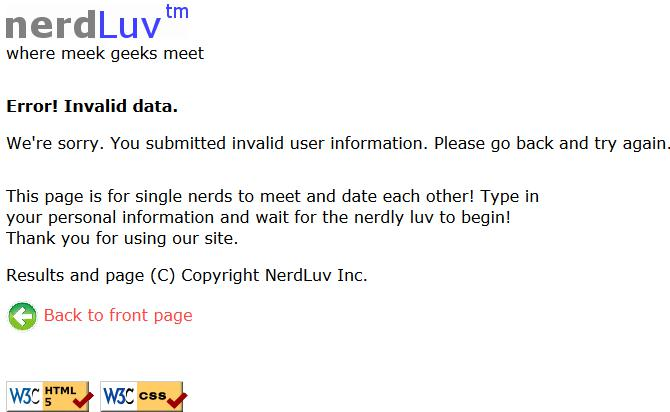 nerdLuv™
where meek geeks meet
Error! Invalid data.
We're sorry. You submitted invalid user information. Please go back and try again.
This page is for single nerds to meet and date each other! Type in
your personal information and wait for the nerdly luv to begin!
Thank you for using our site.
Results and page (C) Copyright NerdLuv Inc.
Back to front page
W3C HTML 5 W3C css